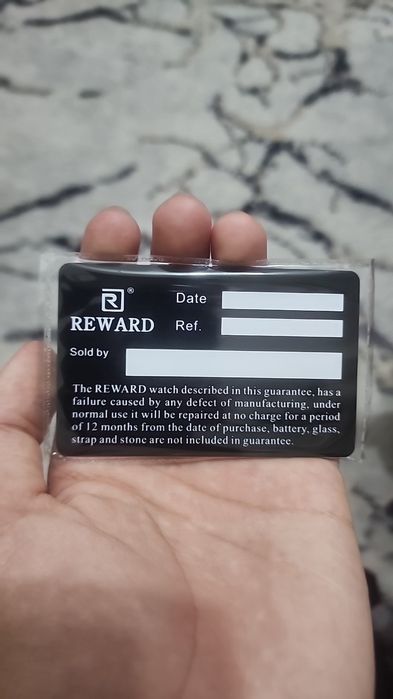 R®
REWARD
Date
Ref.
Sold by
The REWARD watch described in this guarantee, has a
failure caused by any defect of manufacturing, under
normal use it will be repaired at no charge for a period
of 12 months from the date of purchase, battery, glass,
strap and stone are not included in guarantee.